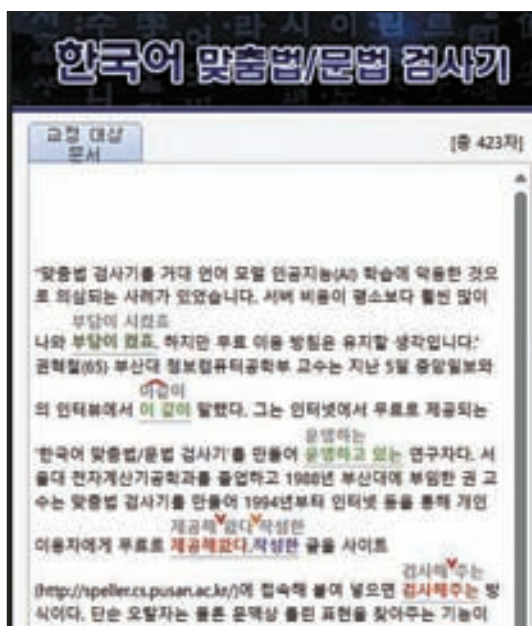 한국어 맞춤법/문법 검사기
교정 대상
문서
[총 423자]
"맞춤법 검사기를 거대 언어 모델 인공지능(AI) 학습에 악용한 것으
로 의심되는 사례가 있었습니다. 서버 비용이 평소보다 훨씬 많이
부담이 시켰죠
나와 부담이 컸죠. 하지만 무료 이용 방침은 유지할 생각입니다."
권혁철(65) 부산대 정보컴퓨터공학부 교수는 지난 5일 중앙일보와
이같이
의 인터뷰에서 이 같이 말했다. 그는 인터넷에서 무료로 제공되는
운영하는
'한국어 맞춤법/문법 검사기'를 만들어 운영하고 있는 연구자다. 서
울대 전자계산기공학과를 졸업하고 1988년 부산대에 부임한 권 교
수는 맞춤법 검사기를 만들어 1994년부터 인터넷 등을 통해 개인
제공해 왔다 작성한
이용자에게 무료로 제공해왔다.작성한 글을 사이트
검사해 주는
(http://speller.cs.pusan.ac.kr/)에 접속해 붙여 넣으면 검사해주는 방
식이다. 단순 오탈자는 물론 문맥상 틀린 표현을 찾아주는 기능이